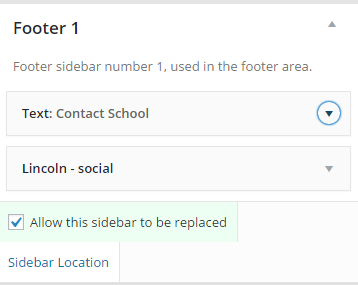 Footer 1
Footer sidebar number 1, used in the footer area.
Text: Contact School
Lincoln - social
Allow this sidebar to be replaced
Sidebar Location